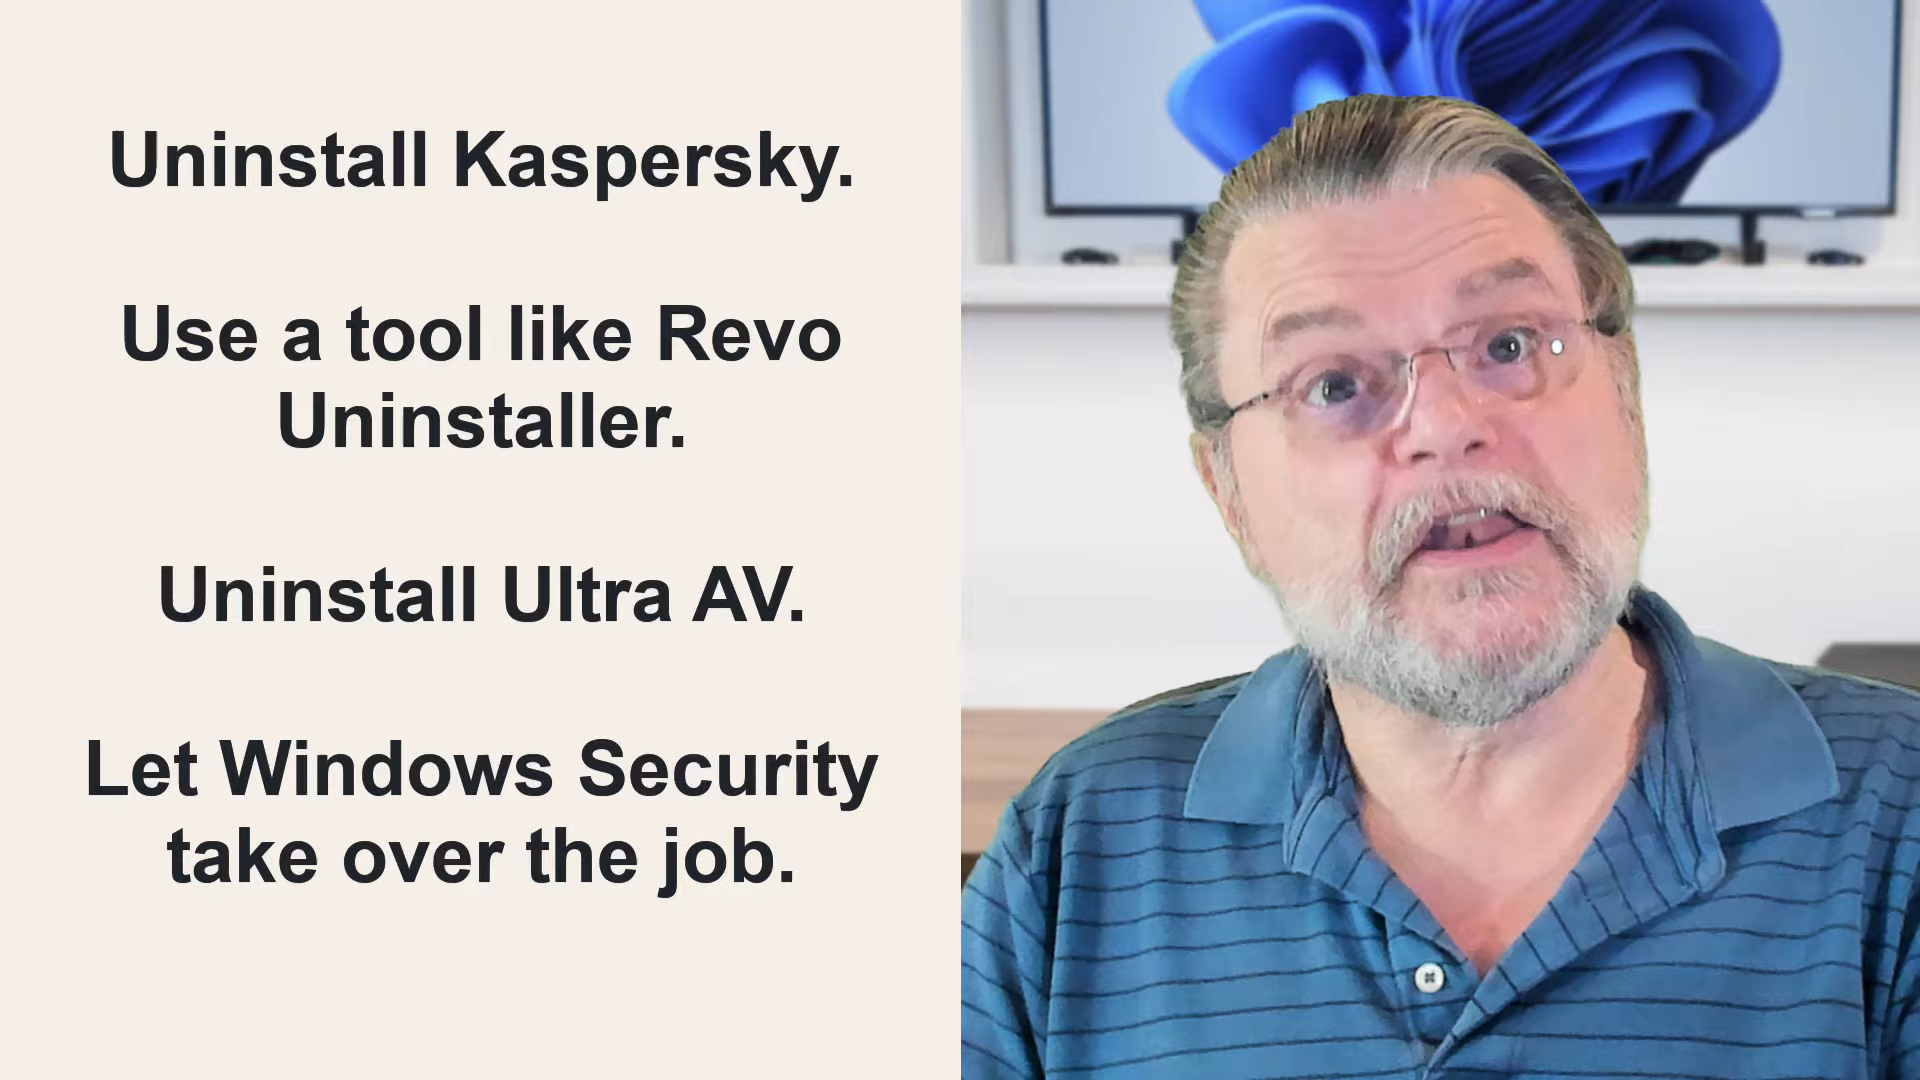 Uninstall Kaspersky.
Use a tool like Revo
Uninstaller.
Uninstall Ultra AV.
Let Windows Security
take over the job.